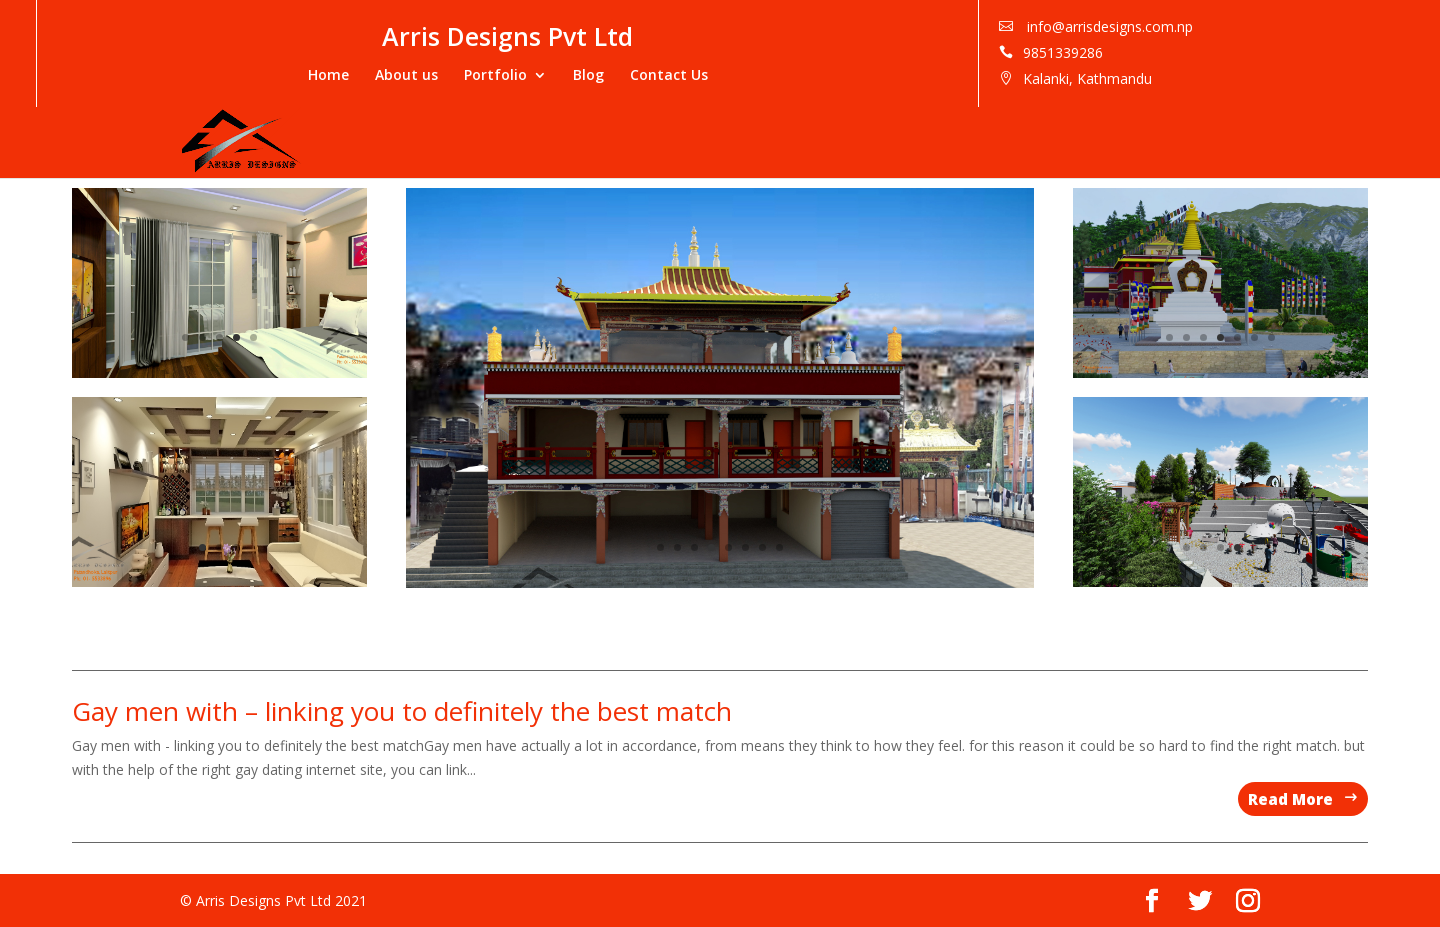 Arris Designs Pvt Ltd
Home About us Portfolio Blog Contact Us
info@arrisdesigns.com.np
9851339286
Kalanki, Kathmandu
ARRIS DESIGNS
Gay men with – linking you to definitely the best match
Gay men with - linking you to definitely the best matchGay men have actually a lot in accordance, from means they think to how they feel. for this reason it could be so hard to find the right match. but
with the help of the right gay dating internet site, you can link...
Read More
© Arris Designs Pvt Ltd 2021